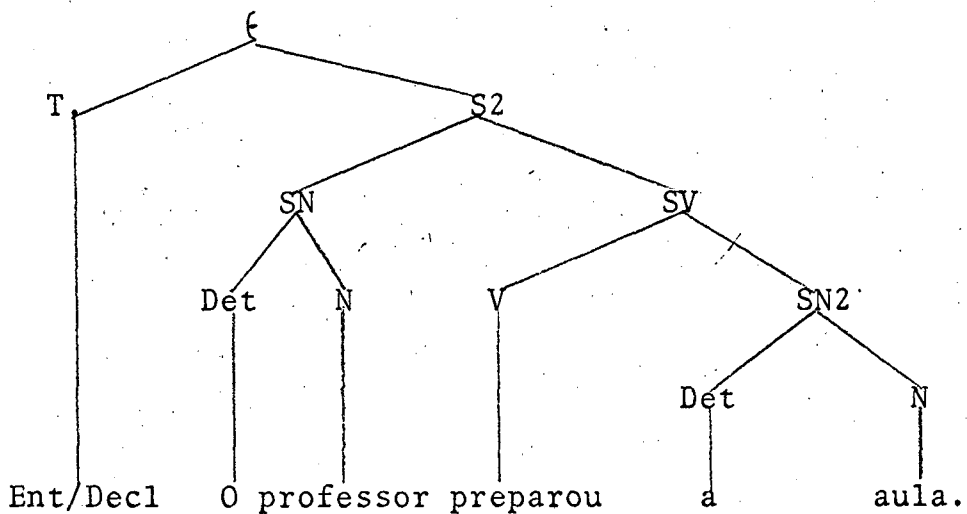 Є
T. S2
SN SV
Det N V SN2
Det N
Ent/Decl O professor preparou a aula.